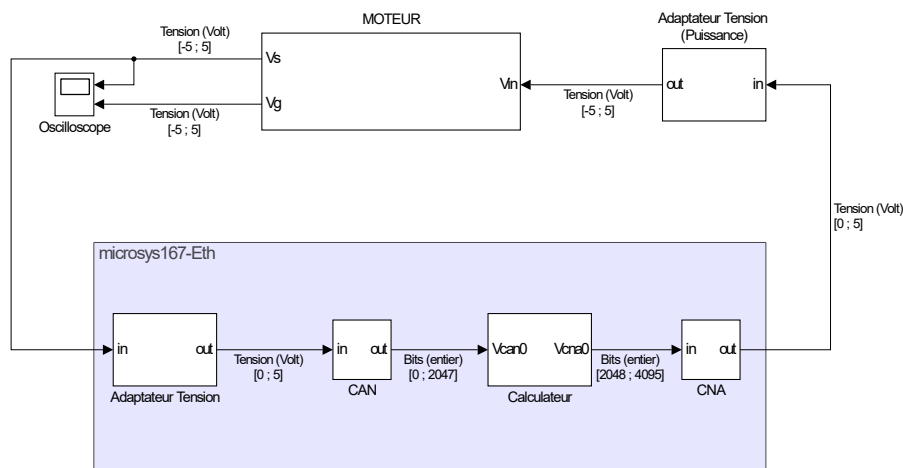 MOTEUR
Adaptateur Tension
(Puissance)
Tension (Volt)
[-5 ; 5]
Vs
Vg
Vin
out
in
Tension (Volt)
[-5 ; 5]
Tension (Volt)
[-5 ; 5]
Oscilloscope
Tension (Volt)
[0 ; 5]
microsys167-Eth
in
out
Tension (Volt)
[0 ; 5]
in
out
Bits (entier)
[0 ; 2047]
Vcan0
Vcna0
Bits (entier)
[2048 ; 4095]
in
out
Adaptateur Tension
CAN
Calculateur
CNA